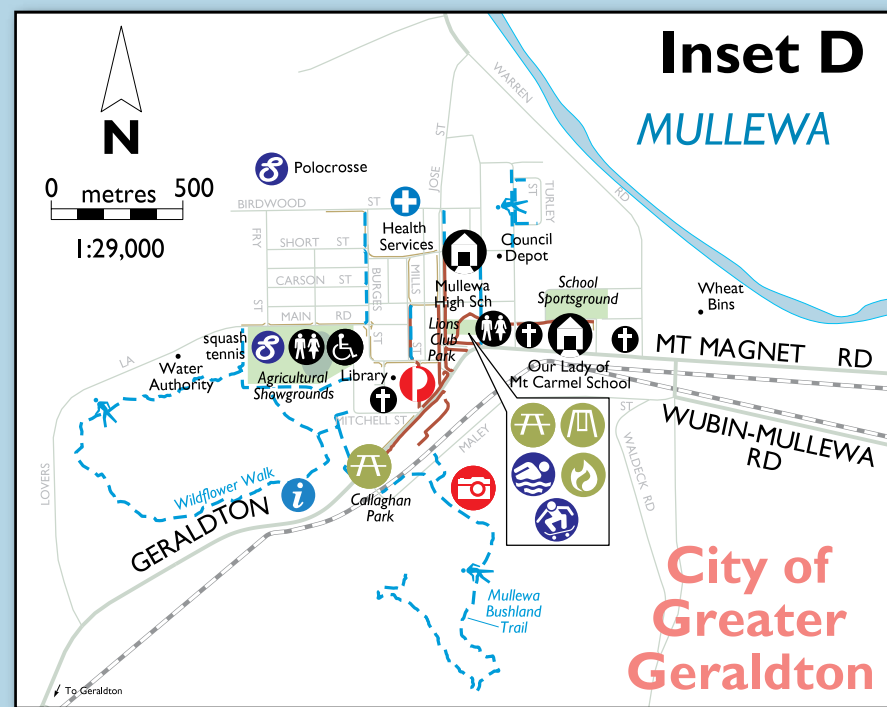 Inset D
MULLEWA
N
0 metres 500
1:29,000
Polocrosse
BIRDWOOD ST
JOSE ST
WARREN RD
TURLEY ST
Health
Services
Council
Depot
FRY ST
SHORT ST
CARSON ST
MAIN RD
BURGES ST
MILLS ST
Mullewa
High Sch
School
Sportsground
Wheat
Bins
Lions
Club
Park
squash
tennis
LA
Water
Authority
Agricultural
Showgrounds
Library
P
Our Lady of
Mt Carmel School
MT MAGNET RD
WUBIN-MULLEWA
RD
MITCHELL ST
MALEY ST
WALDECK RD
LOVERS
Wildflower Walk
i
GERALDTON
Callaghan
Park
Mullewa
Bushland
Trail
City of
Greater
Geraldton
To Geraldton